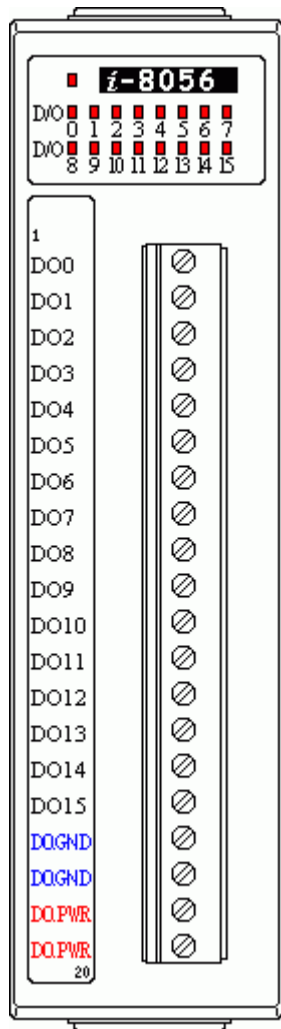 i-8056
D/O
0 1 2 3 4 5 6 7
D/O
8 9 10 11 12 13 14 15
1
DO0
DO1
DO2
DO3
DO4
DO5
DO6
DO7
DO8
DO9
DO10
DO11
DO12
DO13
DO14
DO15
DO.GND
DO.GND
DO.PWR
DO.PWR
20